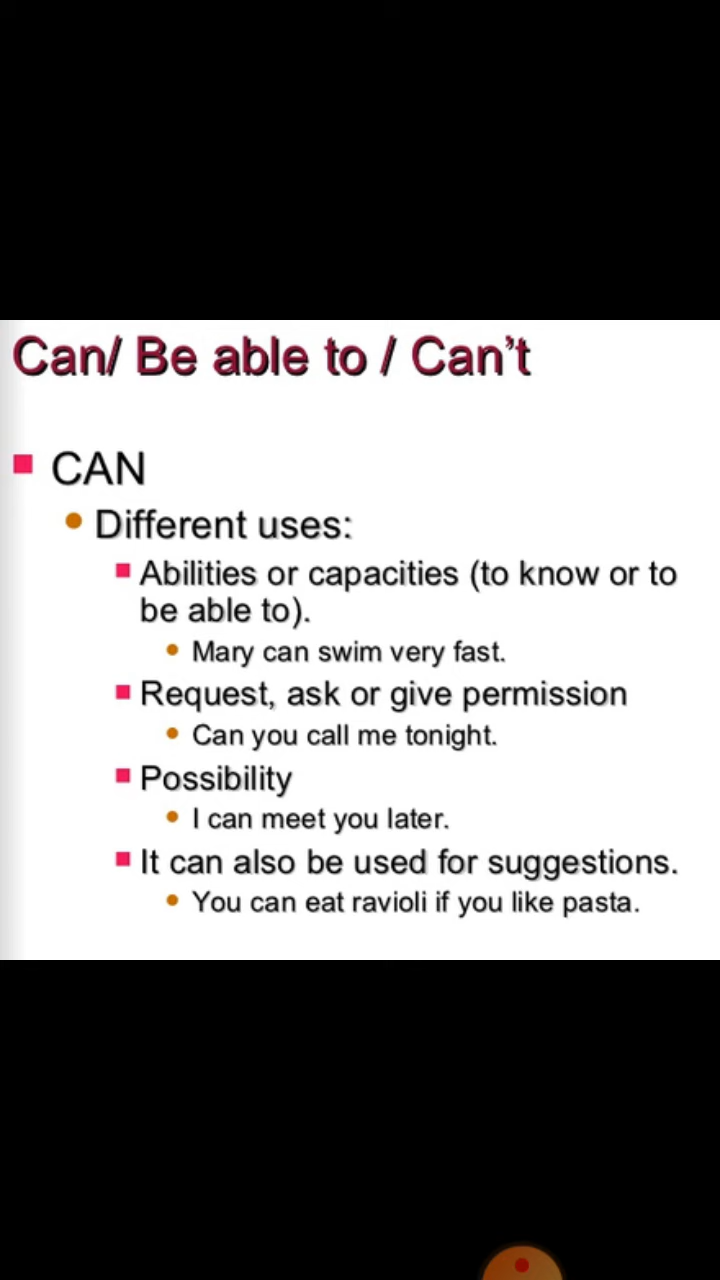 Can/ Be able to / Can't
CAN
Different uses:
Abilities or capacities (to know or to
be able to).
Mary can swim very fast.
Request, ask or give permission
Can you call me tonight.
Possibility
I can meet you later.
It can also be used for suggestions.
You can eat ravioli if you like pasta.